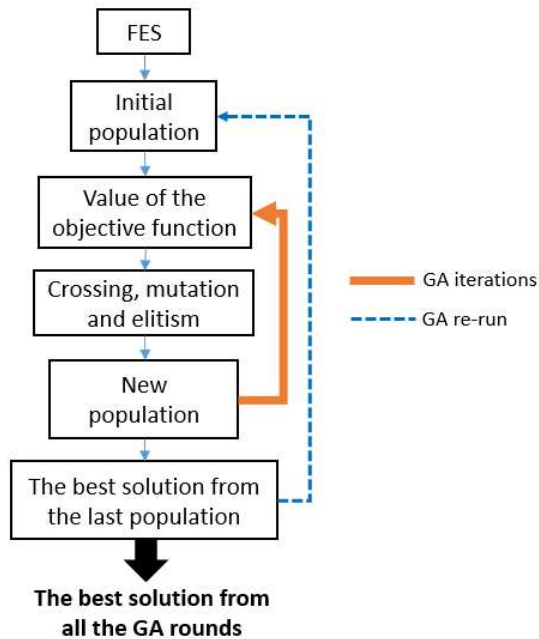 FES
Initial
population
Value of the
objective function
Crossing, mutation
and elitism
New
population
The best solution from
the last population
The best solution from
all the GA rounds
GA iterations
GA re-run